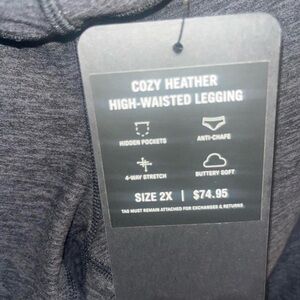 COZY HEATHER
HIGH-WAISTED LEGGING
HIDDEN POCKETS
ANTI-CHAFE
4-WAY STRETCH
BUTTERY SOFT
SIZE 2X | $74.95
TAG MUST REMAIN ATTACHED FOR EXCHANGES & RETURNS